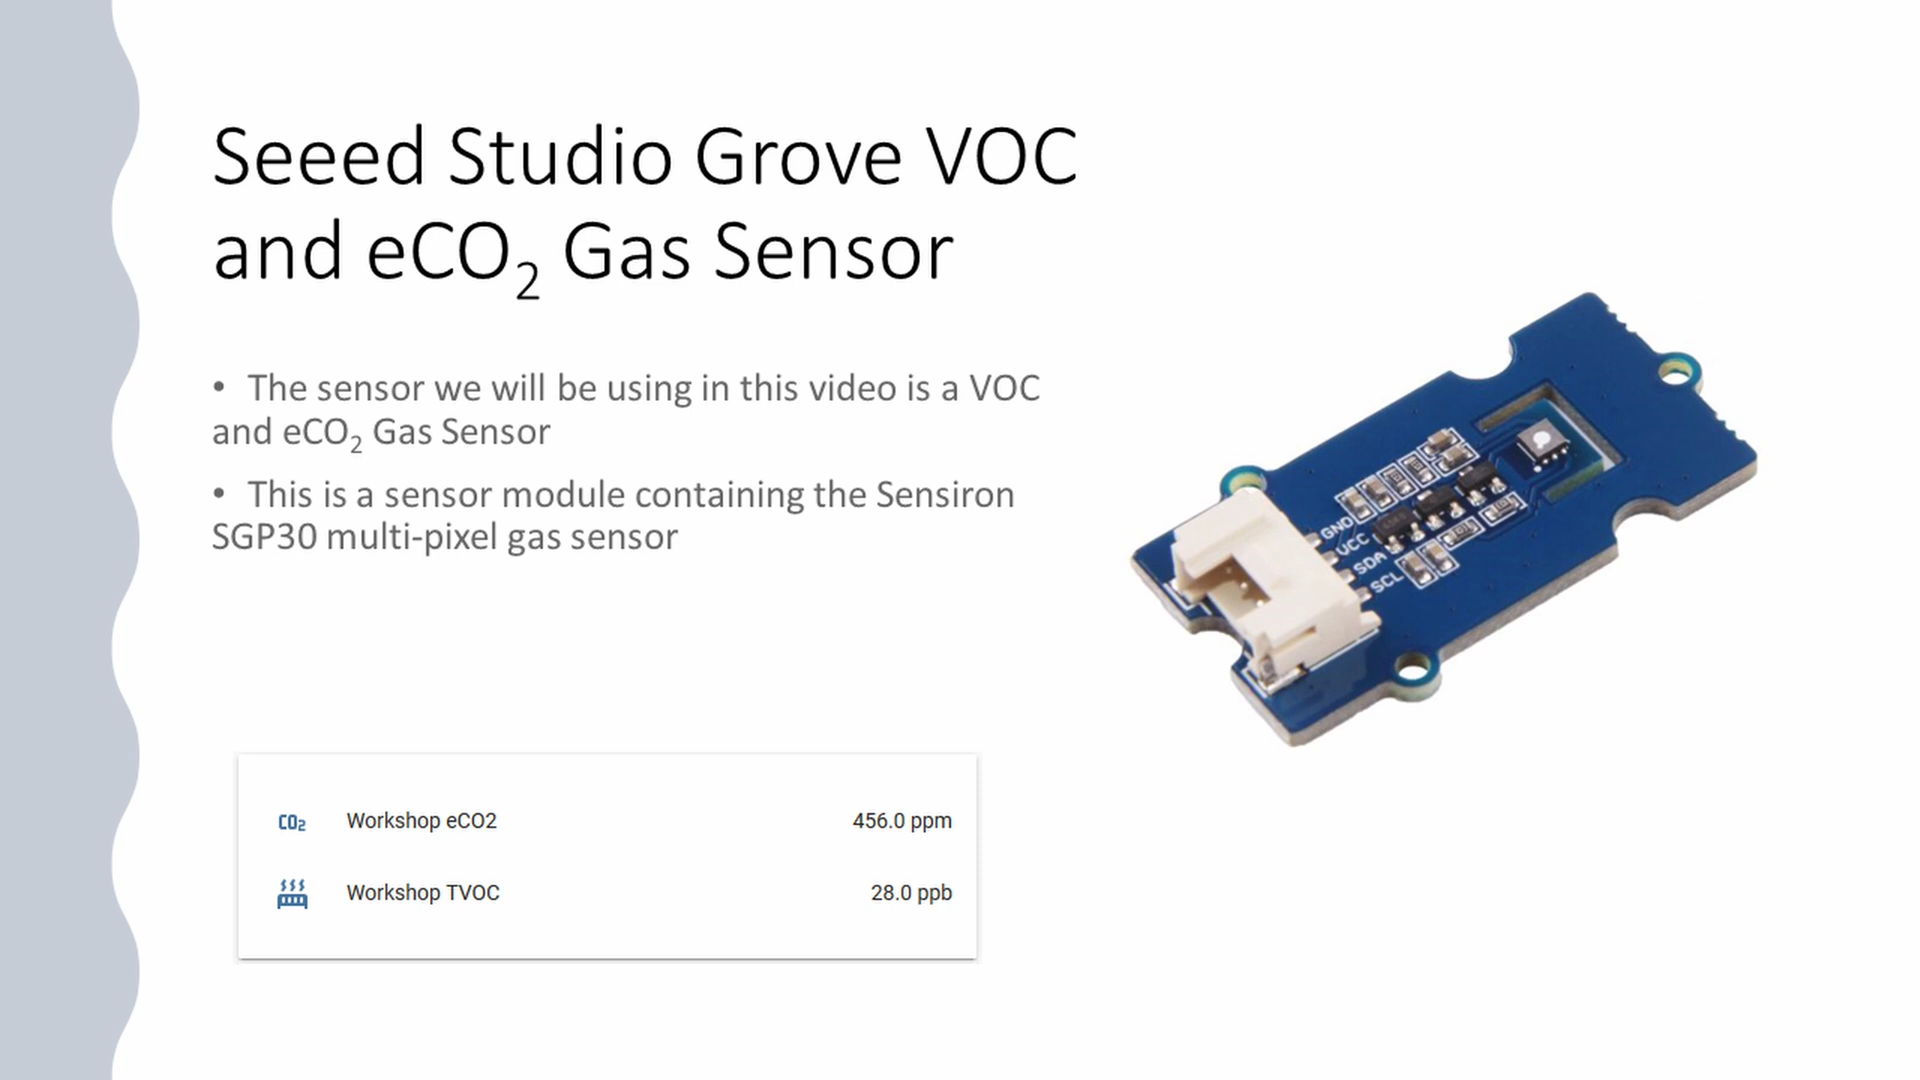 Seeed Studio Grove VOC
and eCO₂ Gas Sensor
• The sensor we will be using in this video is a VOC
and eCO₂ Gas Sensor
• This is a sensor module containing the Sensiron
SGP30 multi-pixel gas sensor
GND
VCC
SDA
SCL
CO₂ Workshop eCO2 456.0 ppm
Workshop TVOC 28.0 ppb